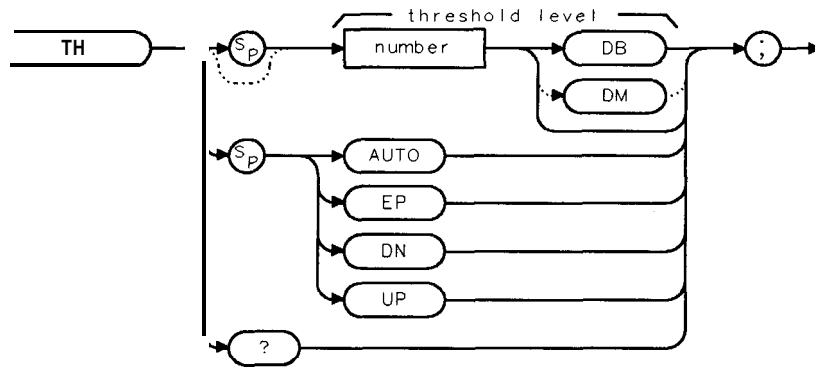 threshold level
TH Sp number DB ;
DM
Sp AUTO
EP
DN
UP
?